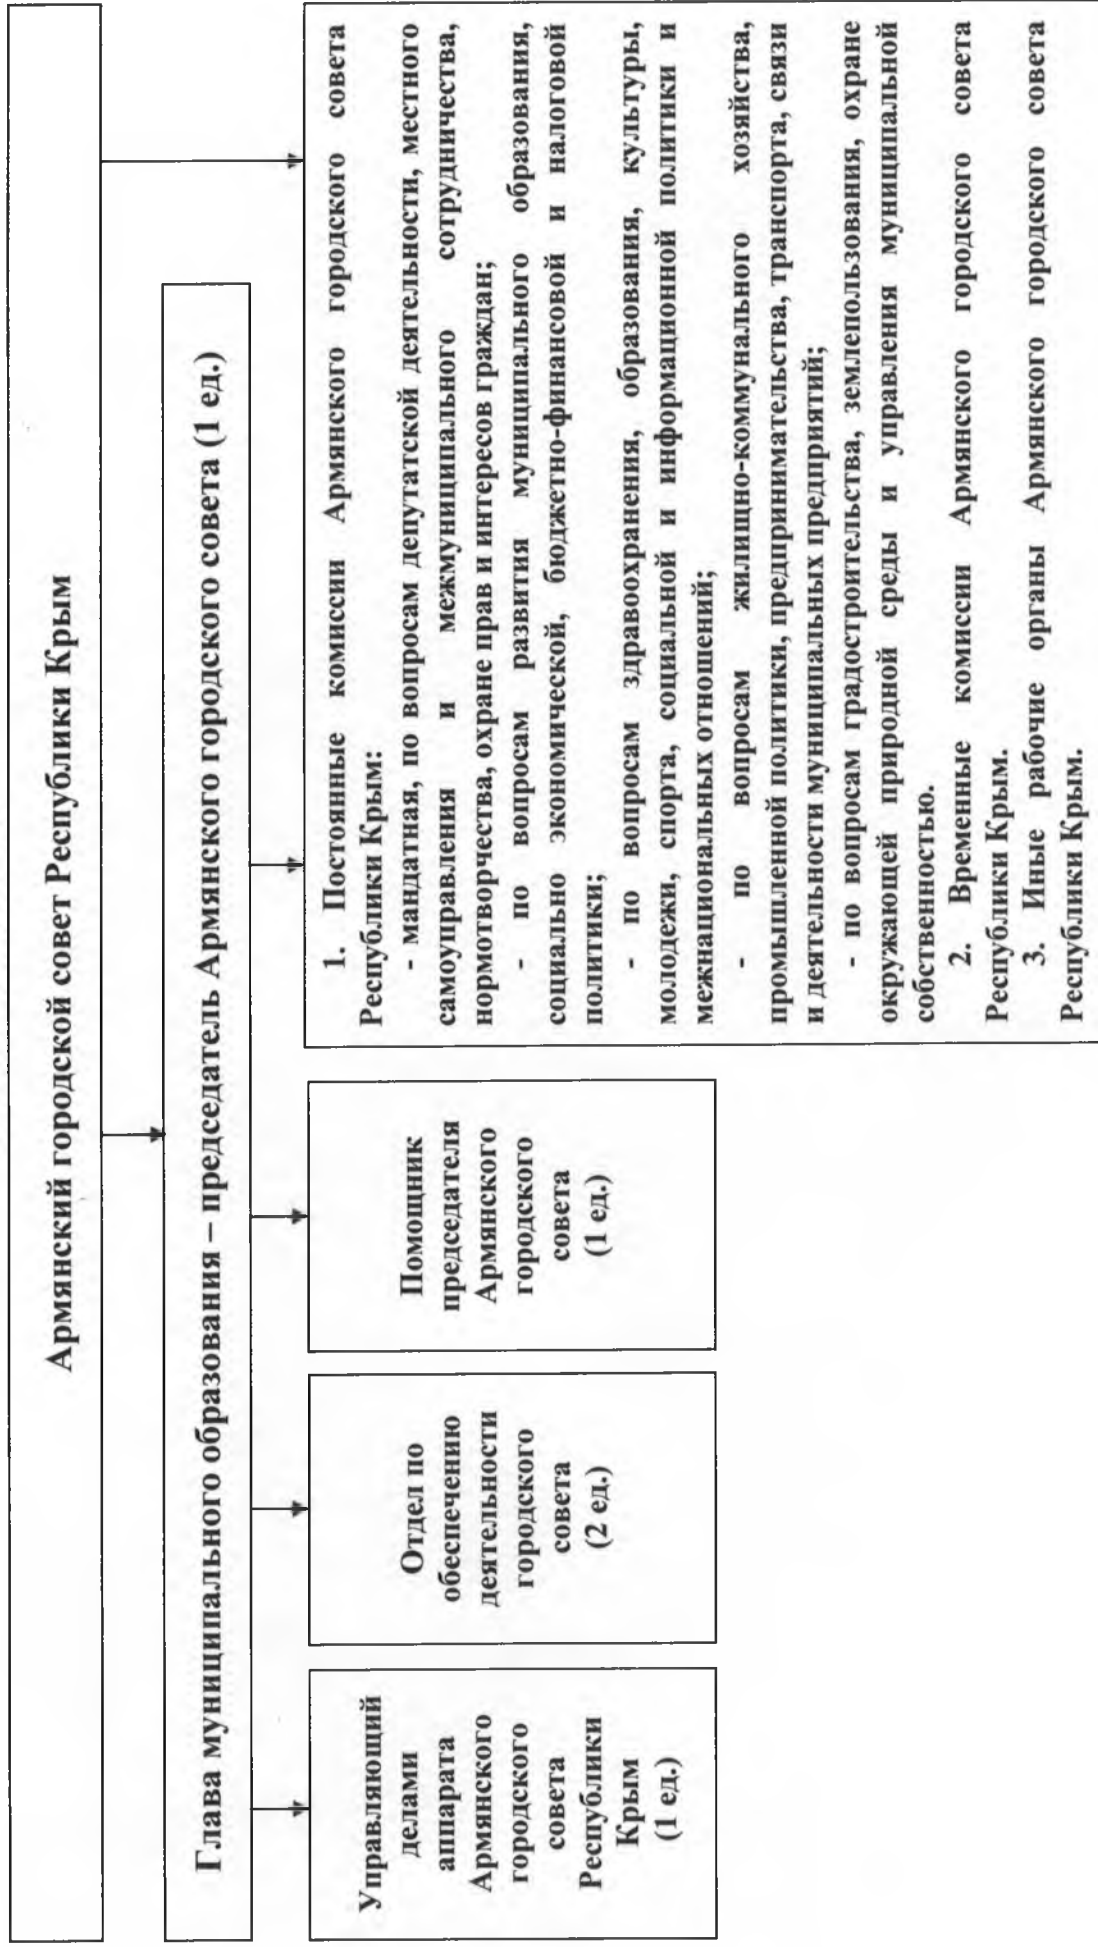 Армянский городской совет Республики Крым
Глава муниципального образования – председатель Армянского городского совета (1 ед.)
Управляющий
делами
аппарата
Армянского
городского
совета
Республики
Крым
(1 ед.)
Отдел по
обеспечению
деятельности
городского
совета
(2 ед.)
Помощник
председателя
Армянского
городского
совета
(1 ед.)
1. Постоянные комиссии Армянского городского совета
Республики Крым:
- мандатная, по вопросам депутатской деятельности, местного
самоуправления и межмуниципального сотрудничества,
нормотворчества, охране прав и интересов граждан;
- по вопросам развития муниципального образования,
социально экономической, бюджетно-финансовой и налоговой
политики;
- по вопросам здравоохранения, образования, культуры,
молодежи, спорта, социальной и информационной политики и
межнациональных отношений;
- по вопросам жилищно-коммунального хозяйства,
промышленной политики, предпринимательства, транспорта, связи
и деятельности муниципальных предприятий;
- по вопросам градостроительства, землепользования, охране
окружающей природной среды и управления муниципальной
собственностью.
2. Временные комиссии Армянского городского совета
Республики Крым.
3. Иные рабочие органы Армянского городского совета
Республики Крым.